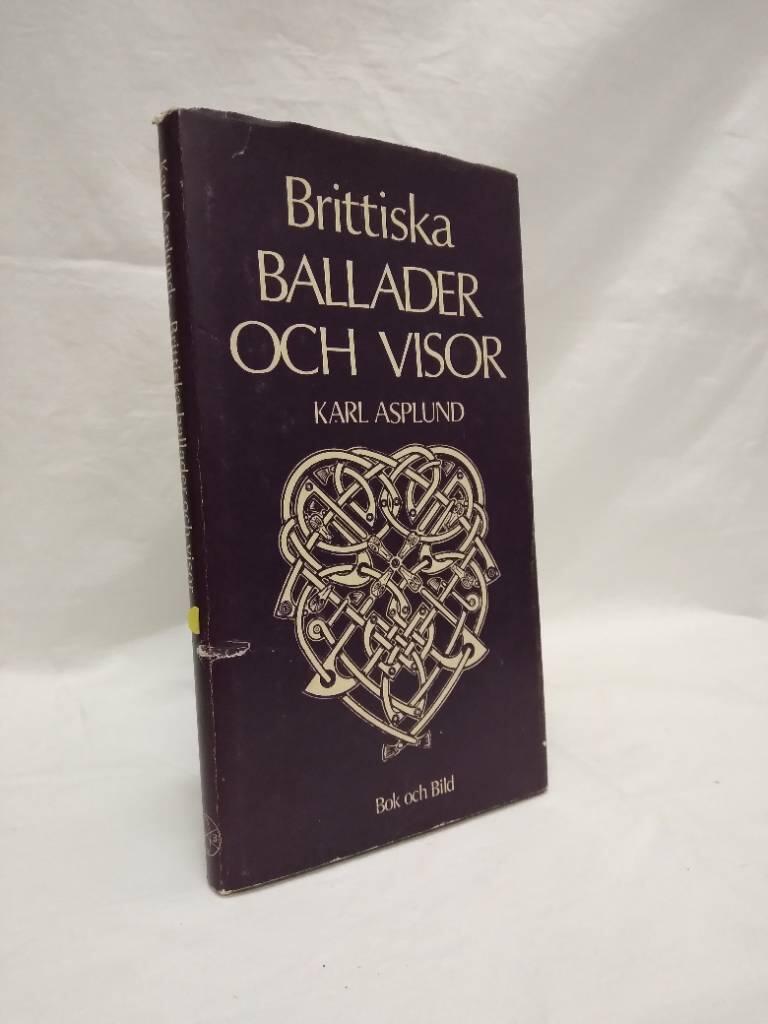 Brittiska
BALLADER
OCH VISOR
KARL ASPLUND
Bok och Bild
Karl Asplund Brittiska ballader och visor